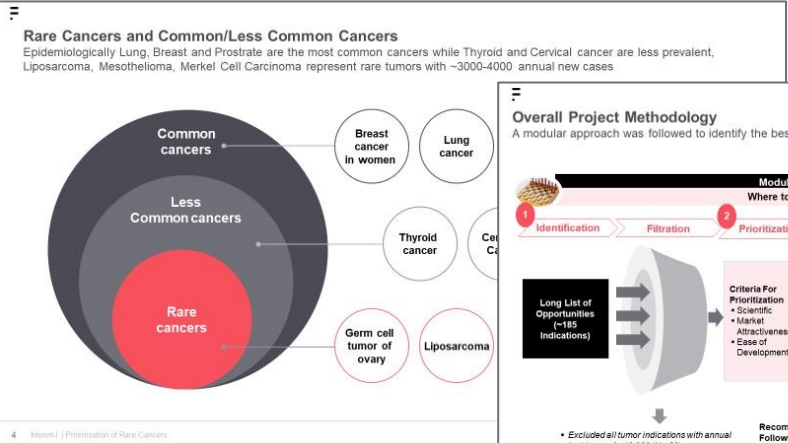 Rare Cancers and Common/Less Common Cancers
Epidemiologically Lung, Breast and Prostrate are the most common cancers while Thyroid and Cervical cancer are less prevalent,
Liposarcoma, Mesothelioma, Merkel Cell Carcinoma represent rare tumors with ~3000-4000 annual new cases
Common
cancers
Breast
cancer
in women
Lung
cancer
Less
Common cancers
Thyroid
cancer
Rare
cancers
Germ cell
tumor of
ovary
Liposarcoma
4 Interim-I | Prioritization of Rare Cancers
Overall Project Methodology
A modular approach was followed to identify the bes
Modul
Where to
1
Identification
Filtration
2
Prioritizati
Long List of
Opportunities
(~185
Indications)
Criteria For
Prioritization
▪ Scientific
▪ Market
Attractiveness
▪ Ease of
Development
▪ Excluded all tumor indications with annual
Recom
Follow